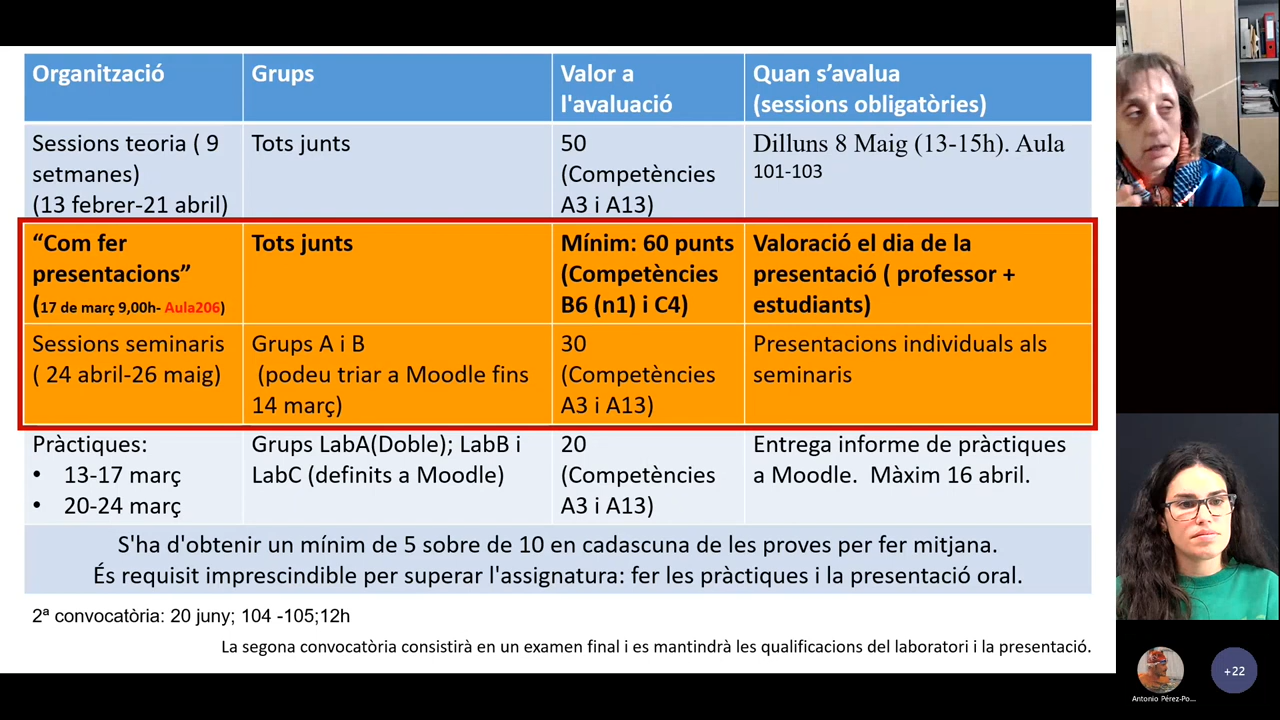 Organització
Grups
Valor a
l'avaluació
Quan s’avalua
(sessions obligatòries)
Sessions teoria ( 9
setmanes)
(13 febrer-21 abril)
Tots junts
50
(Competències
A3 i A13)
Dilluns 8 Maig (13-15h). Aula
101-103
“Com fer
presentacions”
(17 de març 9,00h- Aula206)
Tots junts
Mínim: 60 punts
(Competències
B6 (n1) i C4)
Valoració el dia de la
presentació ( professor +
estudiants)
Sessions seminaris
( 24 abril-26 maig)
Grups A i B
(podeu triar a Moodle fins
14 març)
30
(Competències
A3 i A13)
Presentacions individuals als
seminaris
Pràctiques:
• 13-17 març
• 20-24 març
Grups LabA(Doble); LabB i
LabC (definits a Moodle)
20
(Competències
A3 i A13)
Entrega informe de pràctiques
a Moodle. Màxim 16 abril.
S'ha d'obtenir un mínim de 5 sobre de 10 en cadascuna de les proves per fer mitjana.
És requisit imprescindible per superar l'assignatura: fer les pràctiques i la presentació oral.
2ª convocatòria: 20 juny; 104 -105;12h
La segona convocatòria consistirà en un examen final i es mantindrà les qualificacions del laboratori i la presentació.
Antonio Pérez-Po...
+22